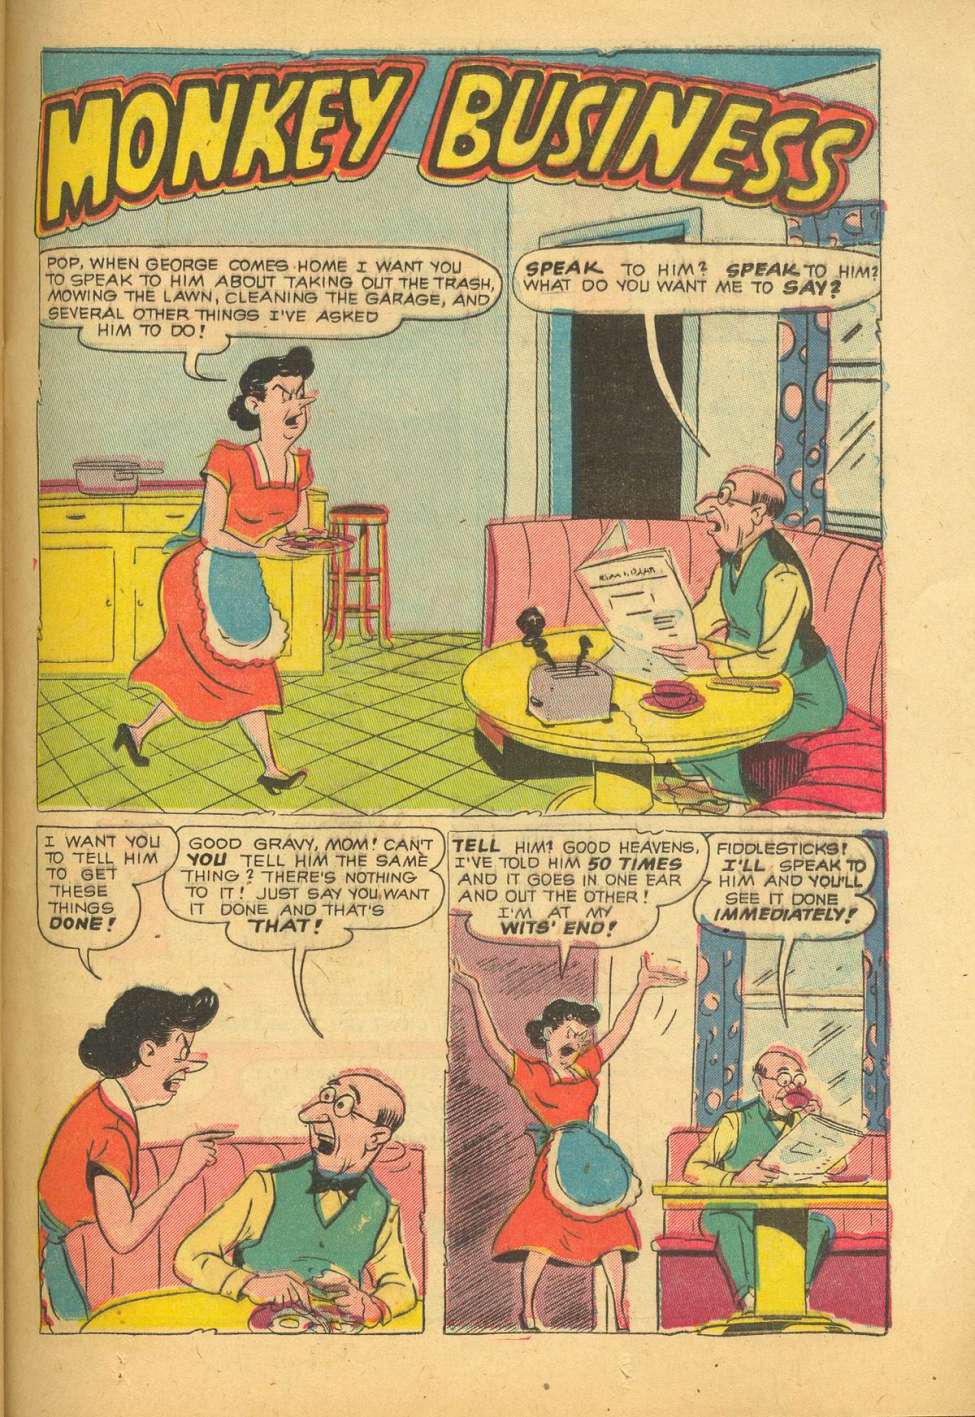 MONKEY BUSINESS
POP, WHEN GEORGE COMES HOME I WANT YOU
TO SPEAK TO HIM ABOUT TAKING OUT THE TRASH,
MOWING THE LAWN, CLEANING THE GARAGE, AND
SEVERAL OTHER THINGS I'VE ASKED
HIM TO DO!
SPEAK TO HIM? SPEAK TO HIM?
WHAT DO YOU WANT ME TO SAY?
I WANT YOU
TO TELL HIM
TO GET
THESE
THINGS
DONE!
GOOD GRAVY, MOM! CAN'T
YOU TELL HIM THE SAME
THING? THERE'S NOTHING
TO IT! JUST SAY YOU WANT
IT DONE AND THAT'S
THAT!
TELL HIM? GOOD HEAVENS,
I'VE TOLD HIM 50 TIMES
AND IT GOES IN ONE EAR
AND OUT THE OTHER!
I'M AT MY
WITS' END!
FIDDLESTICKS!
I'LL SPEAK TO
HIM AND YOU'LL
SEE IT DONE
IMMEDIATELY!